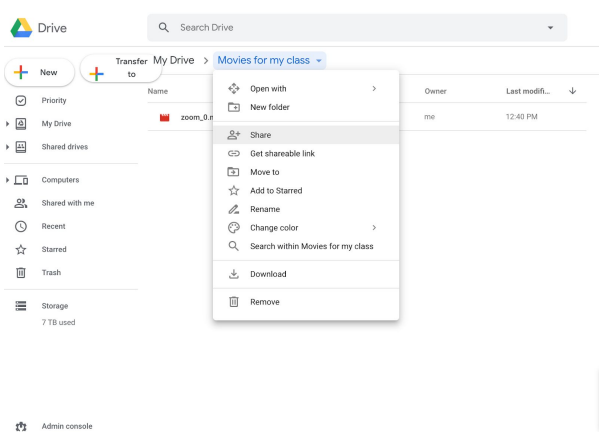 Drive
Search Drive
New
Transfer
to
My Drive > Movies for my class
Priority
My Drive
Shared drives
Computers
Shared with me
Recent
Starred
Trash
Storage
7 TB used
Admin console
Name
Owner
Last modifi...
zoom_0.m
me
12:40 PM
Open with
New folder
Share
Get shareable link
Move to
Add to Starred
Rename
Change color
Search within Movies for my class
Download
Remove